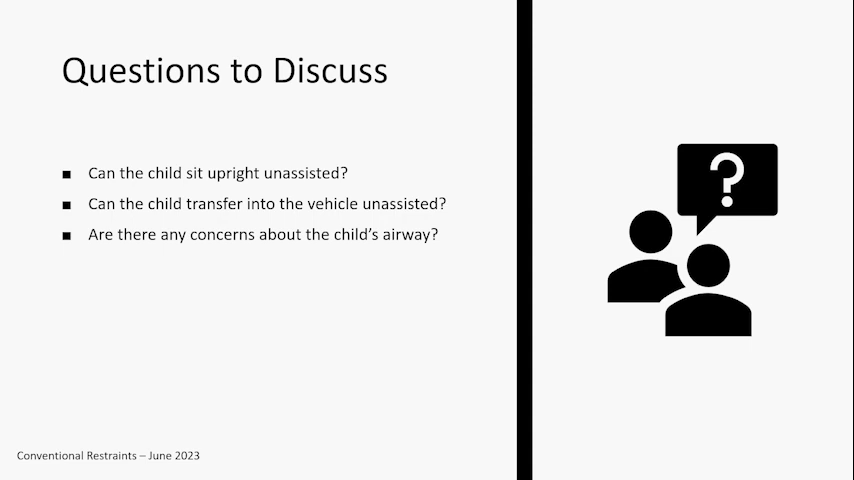 Questions to Discuss
■ Can the child sit upright unassisted?
■ Can the child transfer into the vehicle unassisted?
■ Are there any concerns about the child’s airway?
?
Conventional Restraints – June 2023